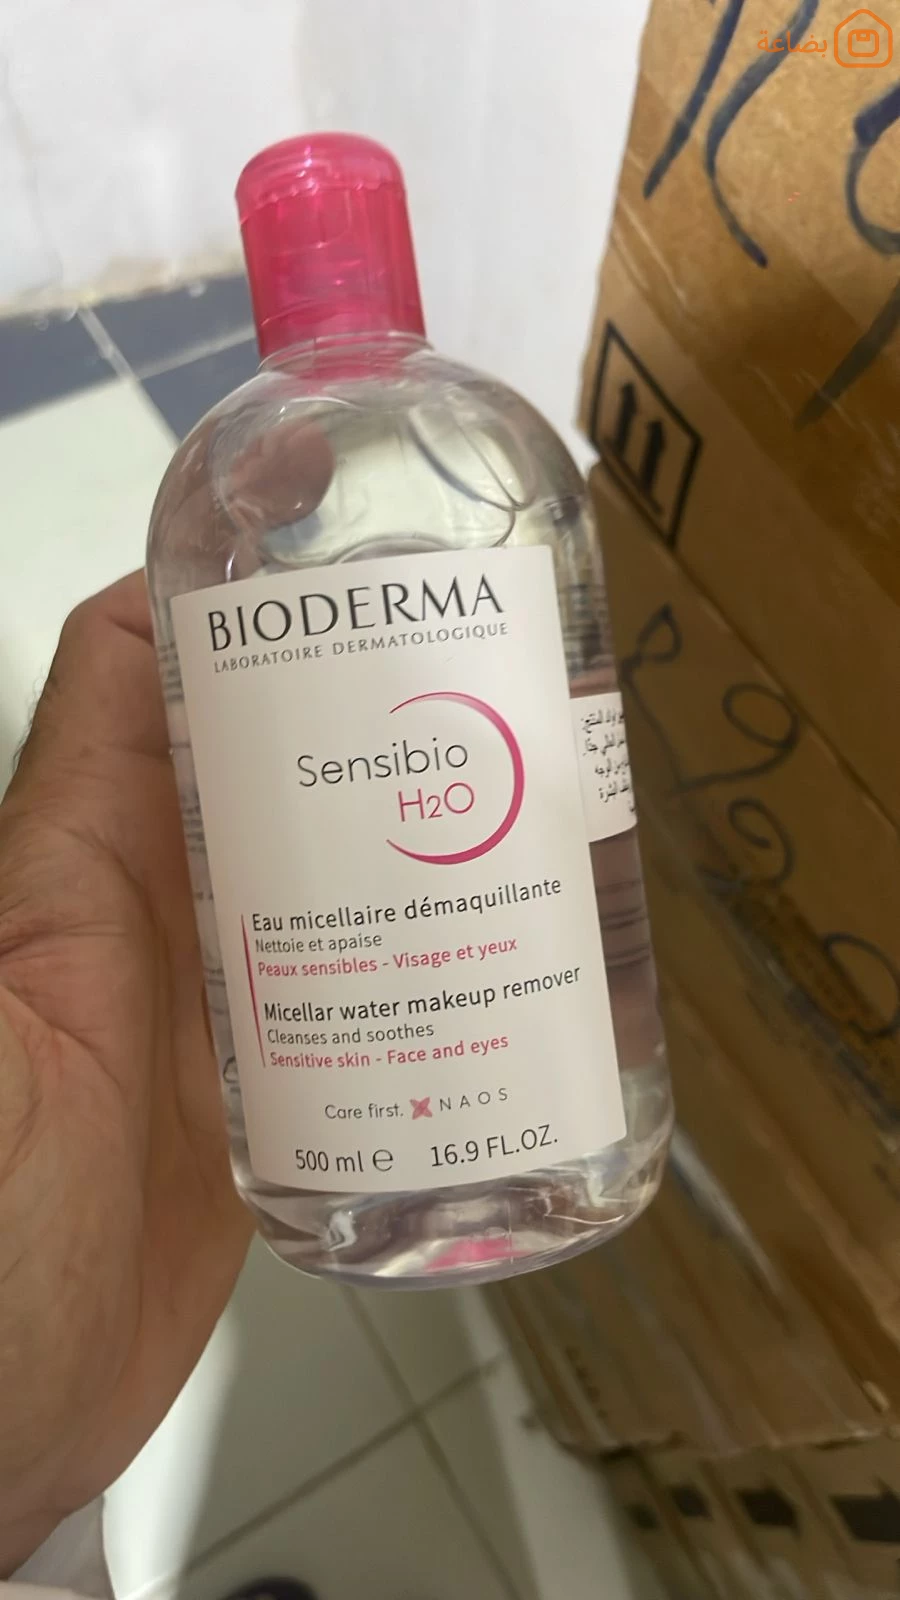 بضاعة
BIODERMA
LABORATOIRE DERMATOLOGIQUE
Sensibio
H2O
Eau micellaire démaquillante
Nettoie et apaise
Peaux sensibles - Visage et yeux
Micellar water makeup remover
Cleanses and soothes
Sensitive skin - Face and eyes
Care first. NAOS
500 ml ℮ 16.9 FL.OZ.